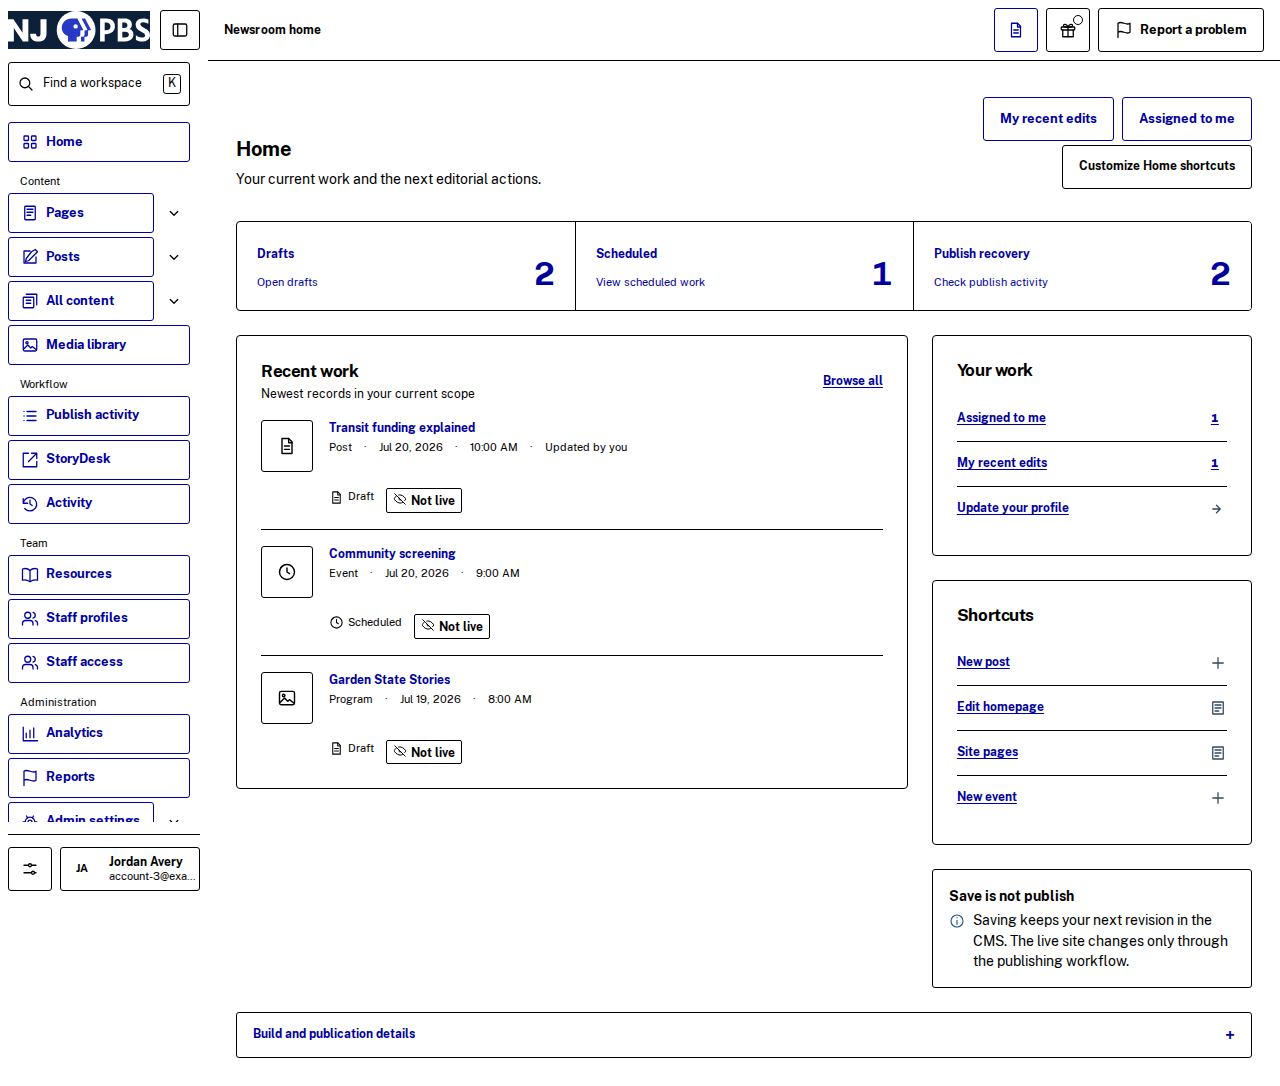 NJ PBS
Newsroom home
Report a problem
Find a workspace K
Home
Content
Pages
Posts
All content
Media library
Workflow
Publish activity
StoryDesk
Activity
Team
Resources
Staff profiles
Staff access
Administration
Analytics
Reports
Admin settings
JA
Jordan Avery
account-3@exa...
My recent edits
Assigned to me
Customize Home shortcuts
Home
Your current work and the next editorial actions.
Drafts
Open drafts
2
Scheduled
View scheduled work
1
Publish recovery
Check publish activity
2
Recent work
Newest records in your current scope
Browse all
Transit funding explained
Post · Jul 20, 2026 · 10:00 AM · Updated by you
Draft Not live
Community screening
Event · Jul 20, 2026 · 9:00 AM
Scheduled Not live
Garden State Stories
Program · Jul 19, 2026 · 8:00 AM
Draft Not live
Your work
Assigned to me 1
My recent edits 1
Update your profile
Shortcuts
New post
Edit homepage
Site pages
New event
Save is not publish
Saving keeps your next revision in the
CMS. The live site changes only through
the publishing workflow.
Build and publication details +